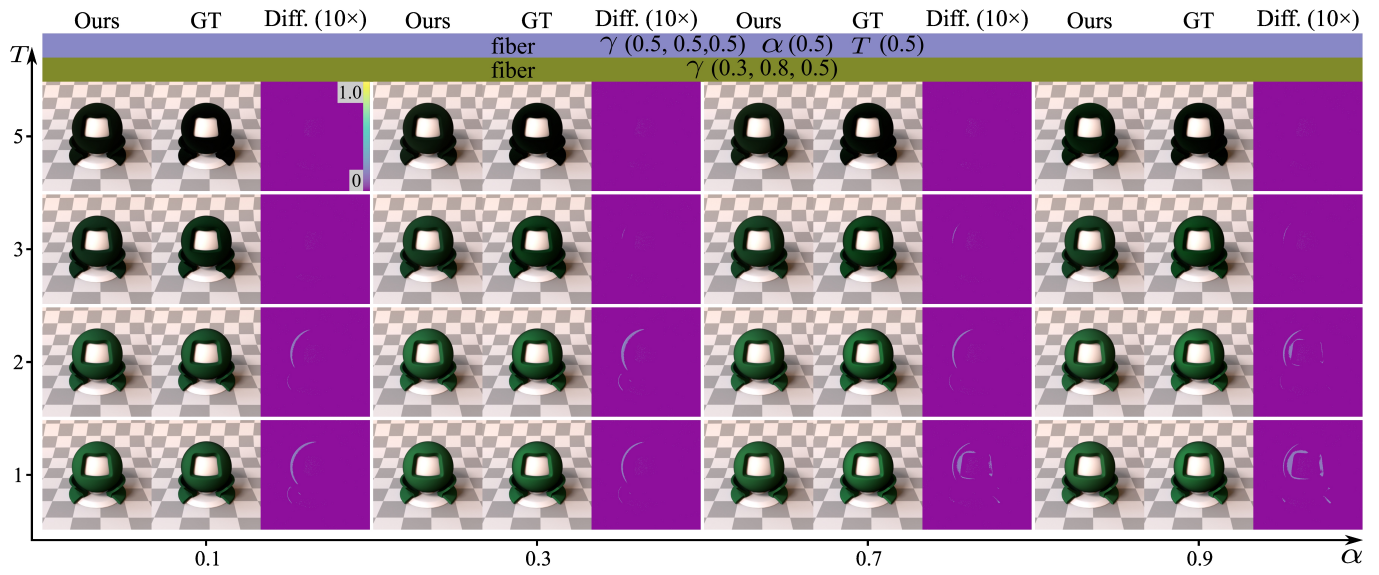 Ours GT Diff. (10×) Ours GT Diff. (10×) Ours GT Diff. (10×) Ours GT Diff. (10×)
T
fiber γ (0.5, 0.5,0.5) α (0.5) T (0.5)
fiber γ (0.3, 0.8, 0.5)
1.0
5
0
3
2
1
0.1 0.3 0.7 0.9 α